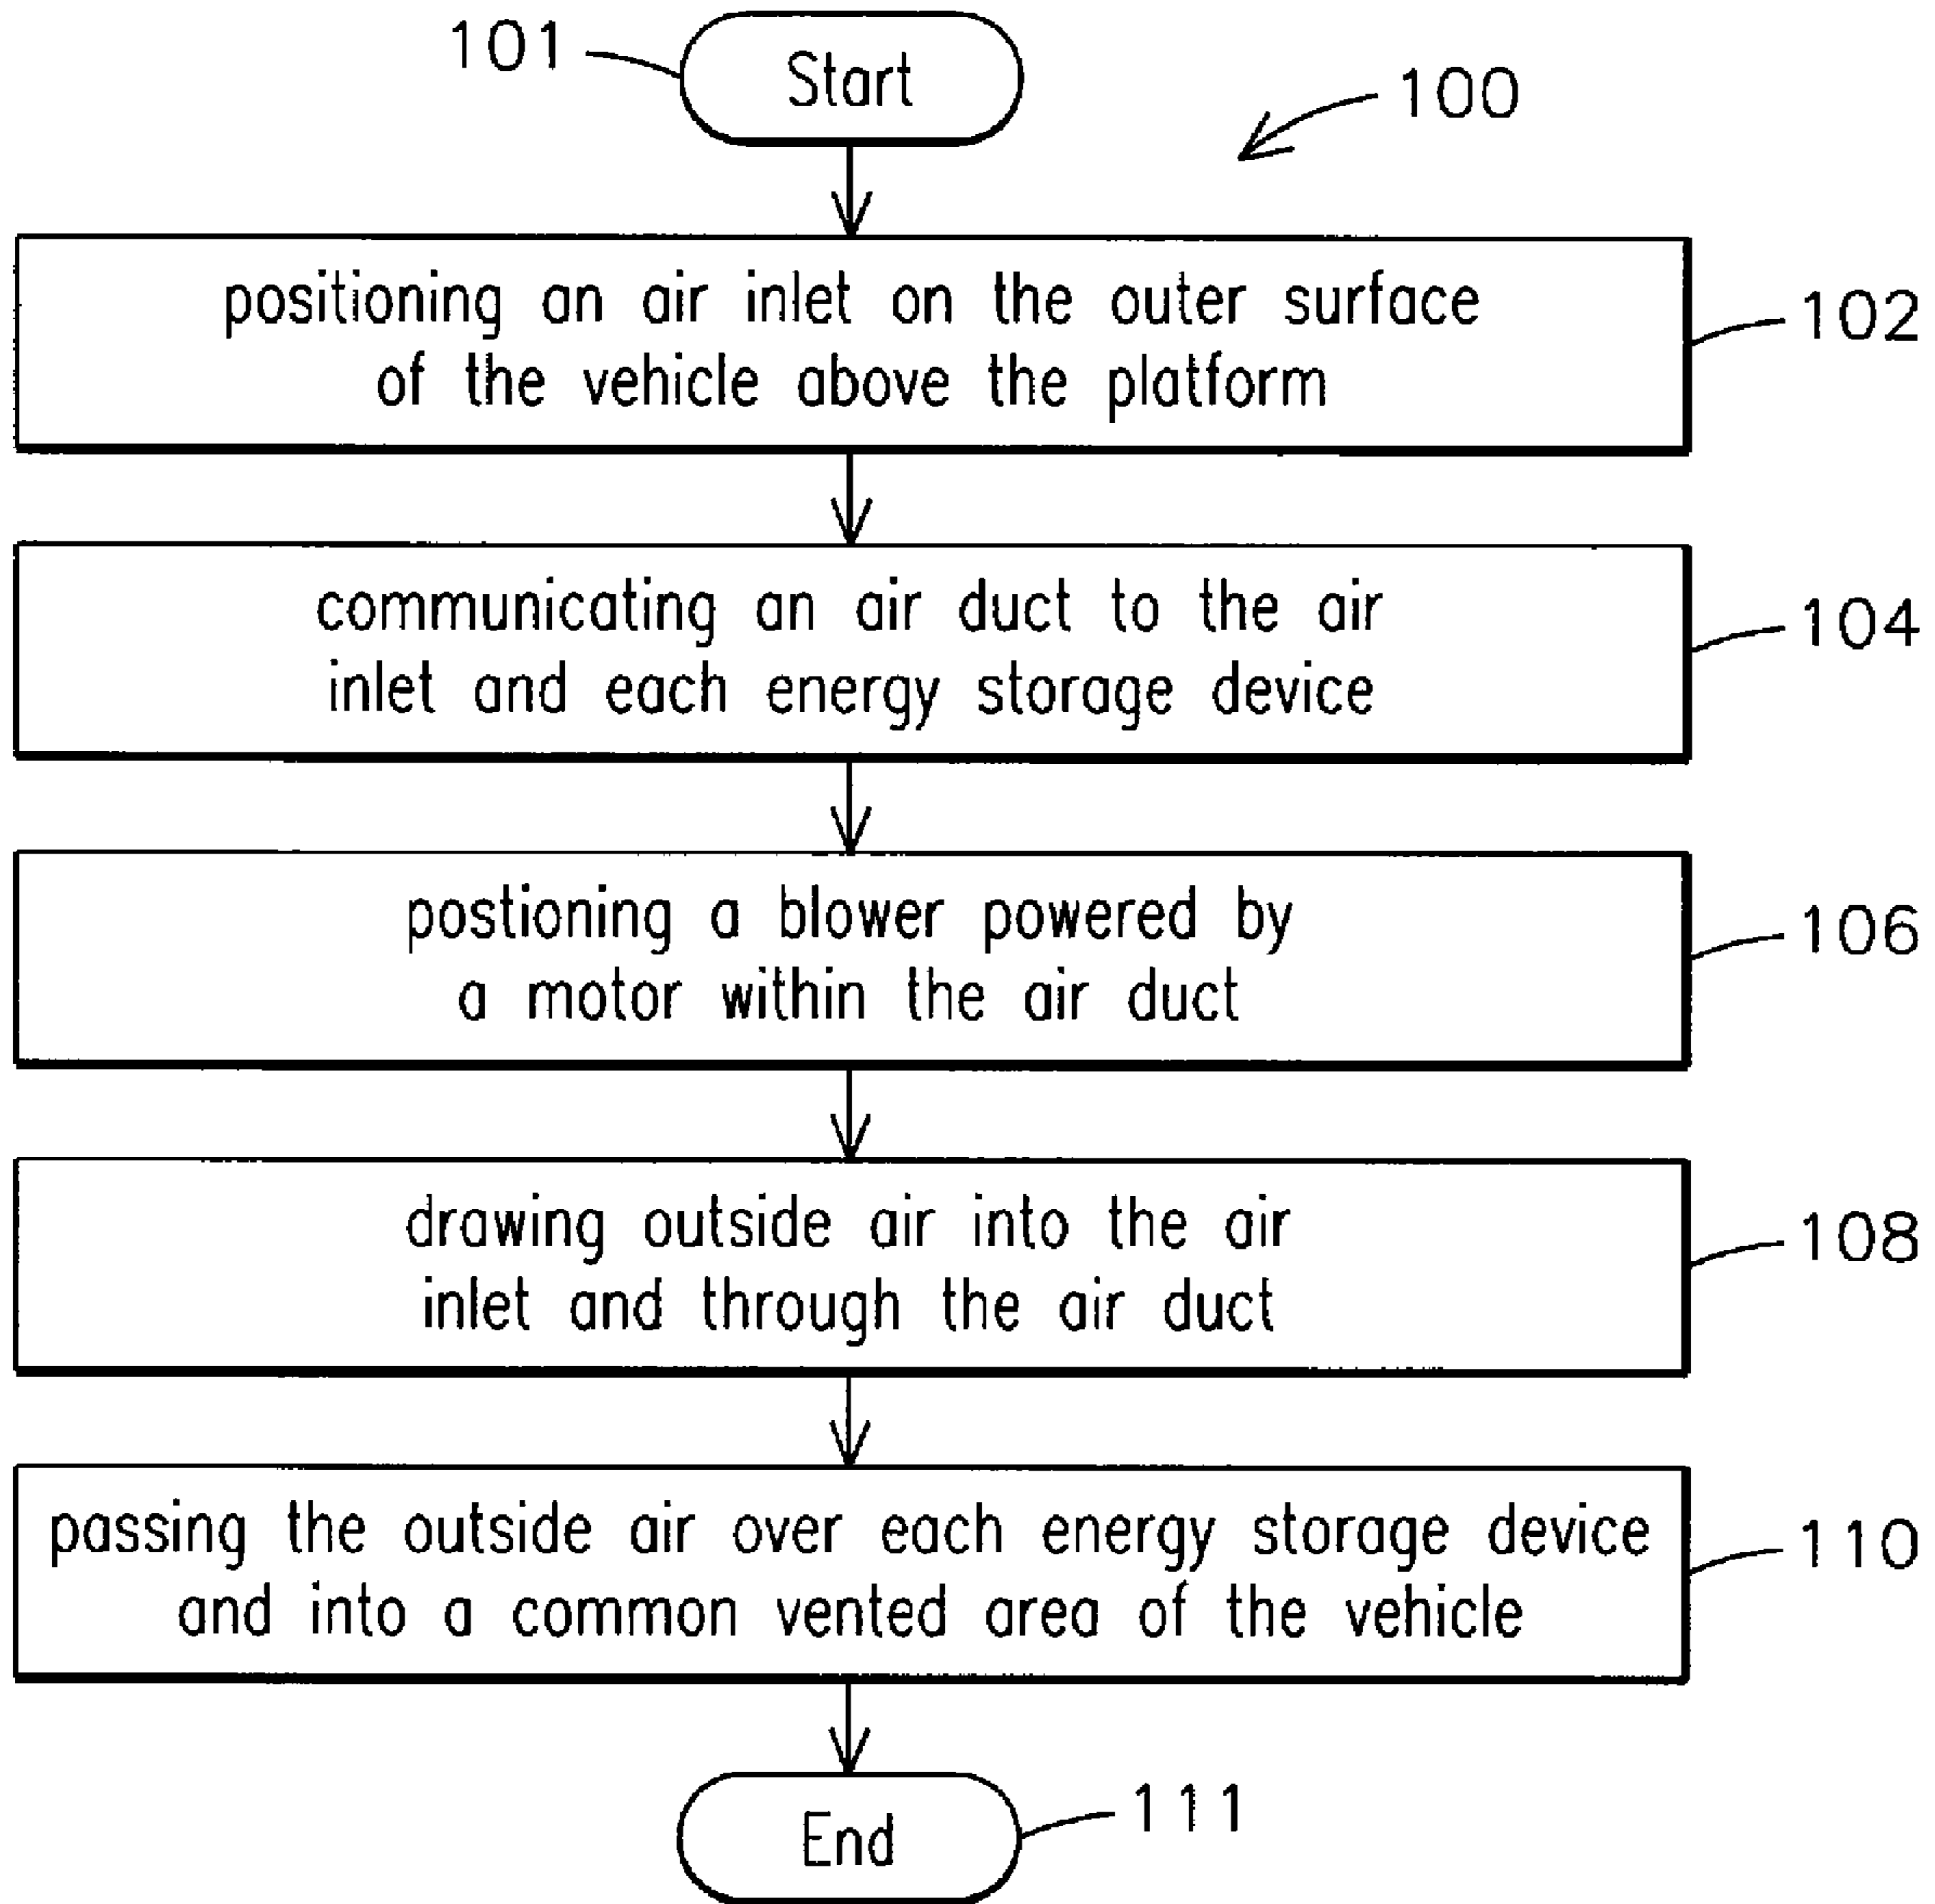 101
Start
100
positioning an air inlet on the outer surface
of the vehicle above the platform
102
communicating an air duct to the air
inlet and each energy storage device
104
postioning a blower powered by
a motor within the air duct
106
drawing outside air into the air
inlet and through the air duct
108
passing the outside air over each energy storage device
and into a common vented area of the vehicle
110
End
111